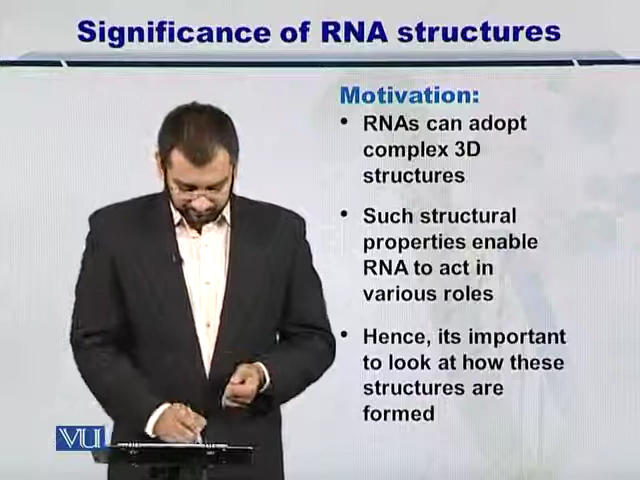 Significance of RNA structures
Motivation:
• RNAs can adopt
complex 3D
structures
• Such structural
properties enable
RNA to act in
various roles
• Hence, its important
to look at how these
structures are
formed
VU